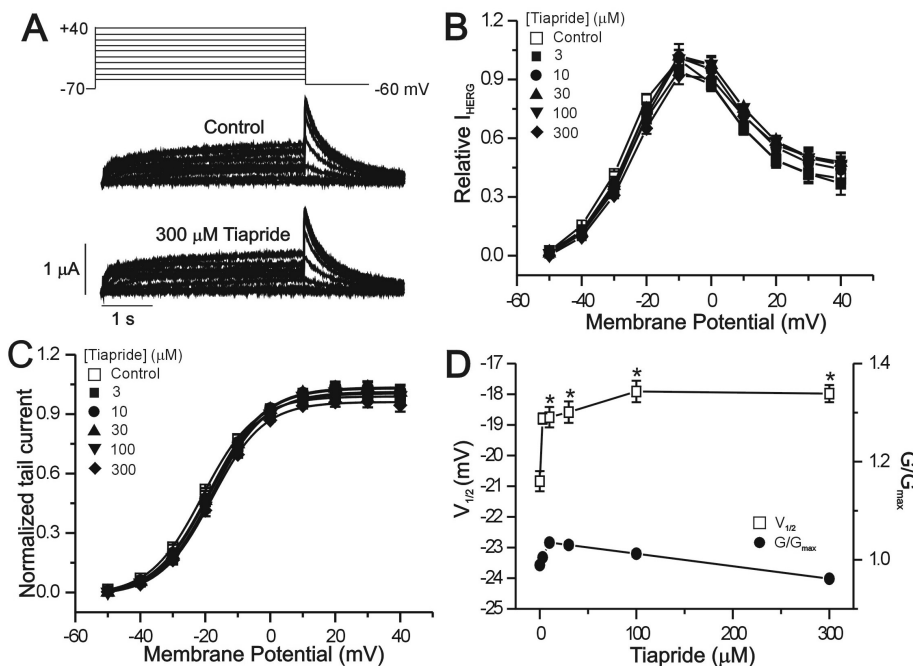 A
+40
-70
-60 mV
Control
300 μM Tiapride
1 μA
1 s
B
[Tiapride] (μM)
Control
3
10
30
100
300
Relative I_HERG
1.2
0.9
0.6
0.3
0.0
-60 -40 -20 0 20 40
Membrane Potential (mV)
C
[Tiapride] (μM)
Control
3
10
30
100
300
Normalized tail current
1.2
0.9
0.6
0.3
0.0
-60 -40 -20 0 20 40
Membrane Potential (mV)
D
V1/2 (mV)
-17
-18
-19
-20
-21
-22
-23
-24
-25
* * * *
V1/2
G/Gmax
1.4
1.2
1.0
G/Gmax
0 100 200 300
Tiapride (μM)